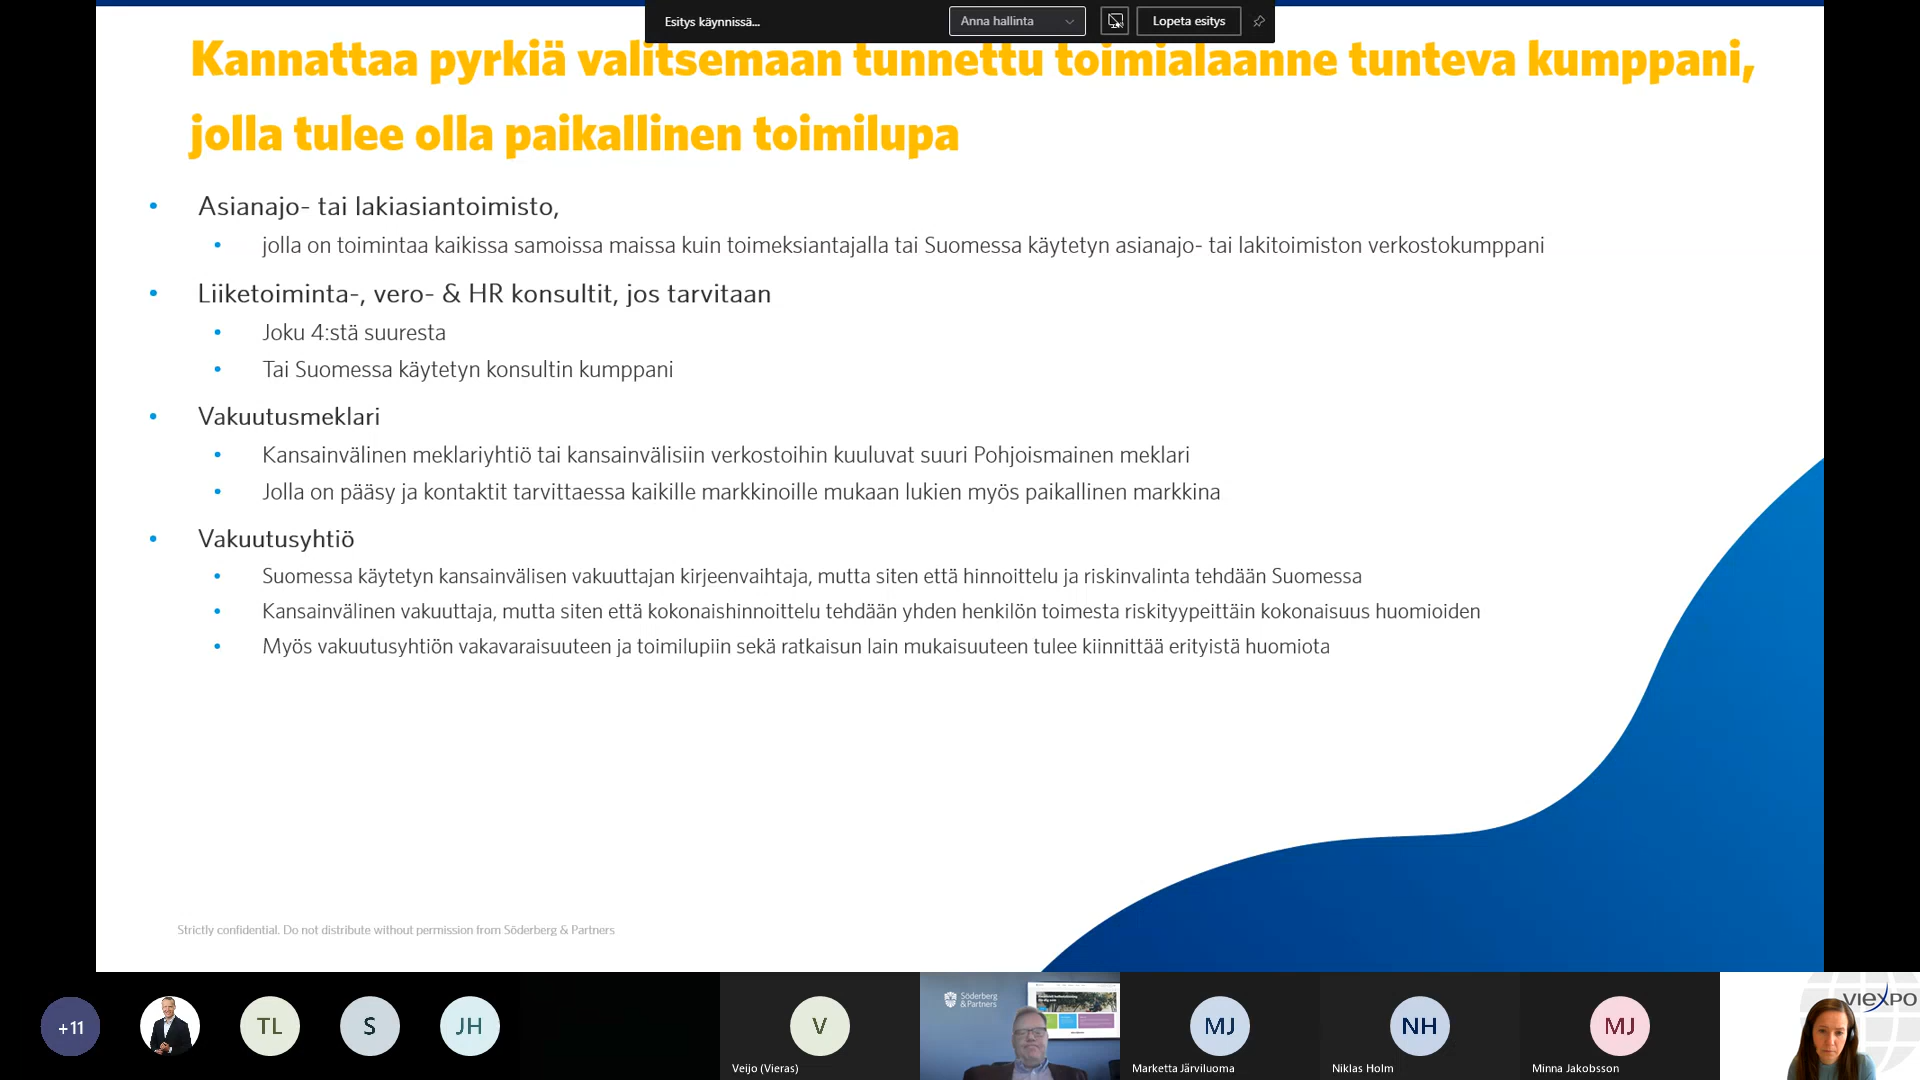 Esitys käynnissä...
Anna hallinta
Lopeta esitys
Kannattaa pyrkiä valitsemaan tunnettu toimialaanne tunteva kumppani,
jolla tulee olla paikallinen toimilupa
• Asianajo- tai lakiasiantoimisto,
• jolla on toimintaa kaikissa samoissa maissa kuin toimeksiantajalla tai Suomessa käytetyn asianajo- tai lakitoimiston verkostokumppani
• Liiketoiminta-, vero- & HR konsultit, jos tarvitaan
• Joku 4:stä suuresta
• Tai Suomessa käytetyn konsultin kumppani
• Vakuutusmeklari
• Kansainvälinen meklariyhtiö tai kansainvälisiin verkostoihin kuuluvat suuri Pohjoismainen meklari
• Jolla on pääsy ja kontaktit tarvittaessa kaikille markkinoille mukaan lukien myös paikallinen markkina
• Vakuutusyhtiö
• Suomessa käytetyn kansainvälisen vakuuttajan kirjeenvaihtaja, mutta siten että hinnoittelu ja riskinvalinta tehdään Suomessa
• Kansainvälinen vakuuttaja, mutta siten että kokonaishinnoittelu tehdään yhden henkilön toimesta riskityypeittäin kokonaisuus huomioiden
• Myös vakuutusyhtiön vakavaraisuuteen ja toimilupiin sekä ratkaisun lain mukaisuuteen tulee kiinnittää erityistä huomiota
Strictly confidential. Do not distribute without permission from Söderberg & Partners
+11
TL
S
JH
V
Veijo (Vieras)
Söderberg
& Partners
MJ
Marketta Järviluoma
NH
Niklas Holm
MJ
Minna Jakobsson
VIEXPO